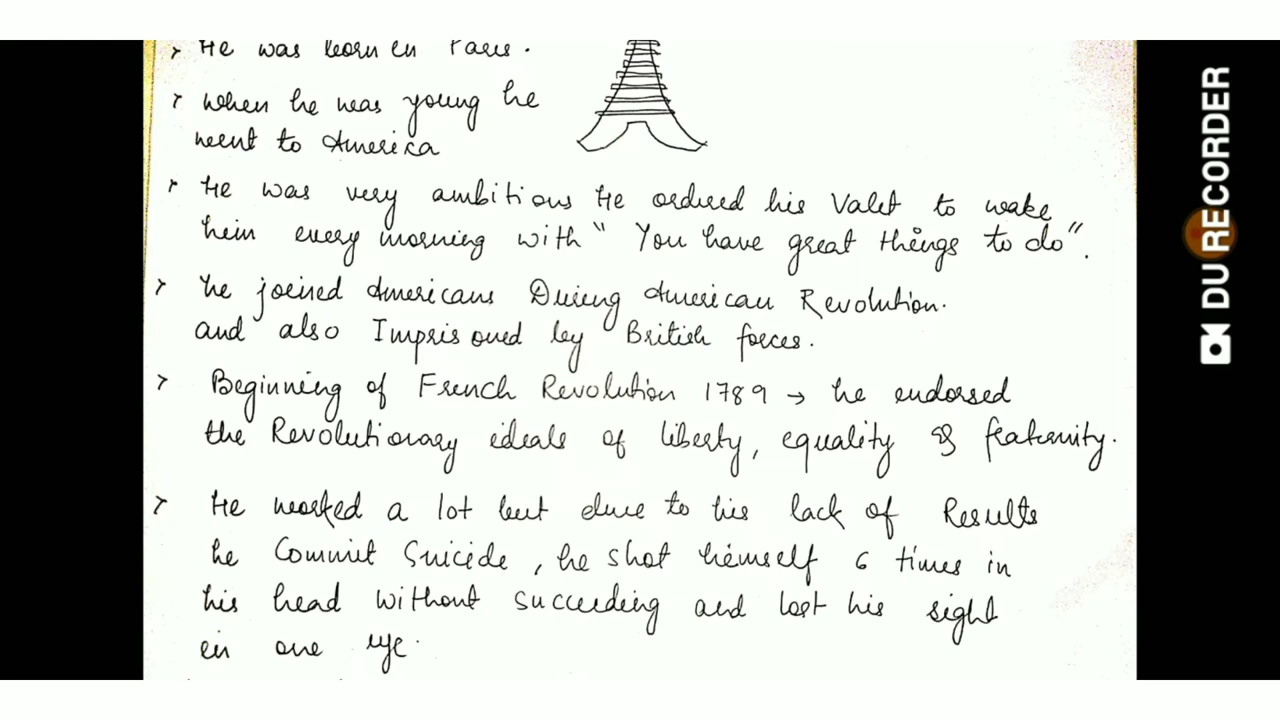 > He was born in Paris.
> When he was young he
went to America
> He was very ambitions He ordered his Valet to wake
him every morning with " You have great things to do".
> he joined Americans During American Revolution.
and also Imprisoned by British forces.
> Beginning of French Revolution 1789 → he endorsed
the Revolutionary ideals of liberty, equality & fraternity.
> He worked a lot but due to his lack of Results
he Commit Suicide, he shot himself 6 times in
his head without succeeding and lost his sight
in one eye.
DU RECORDER